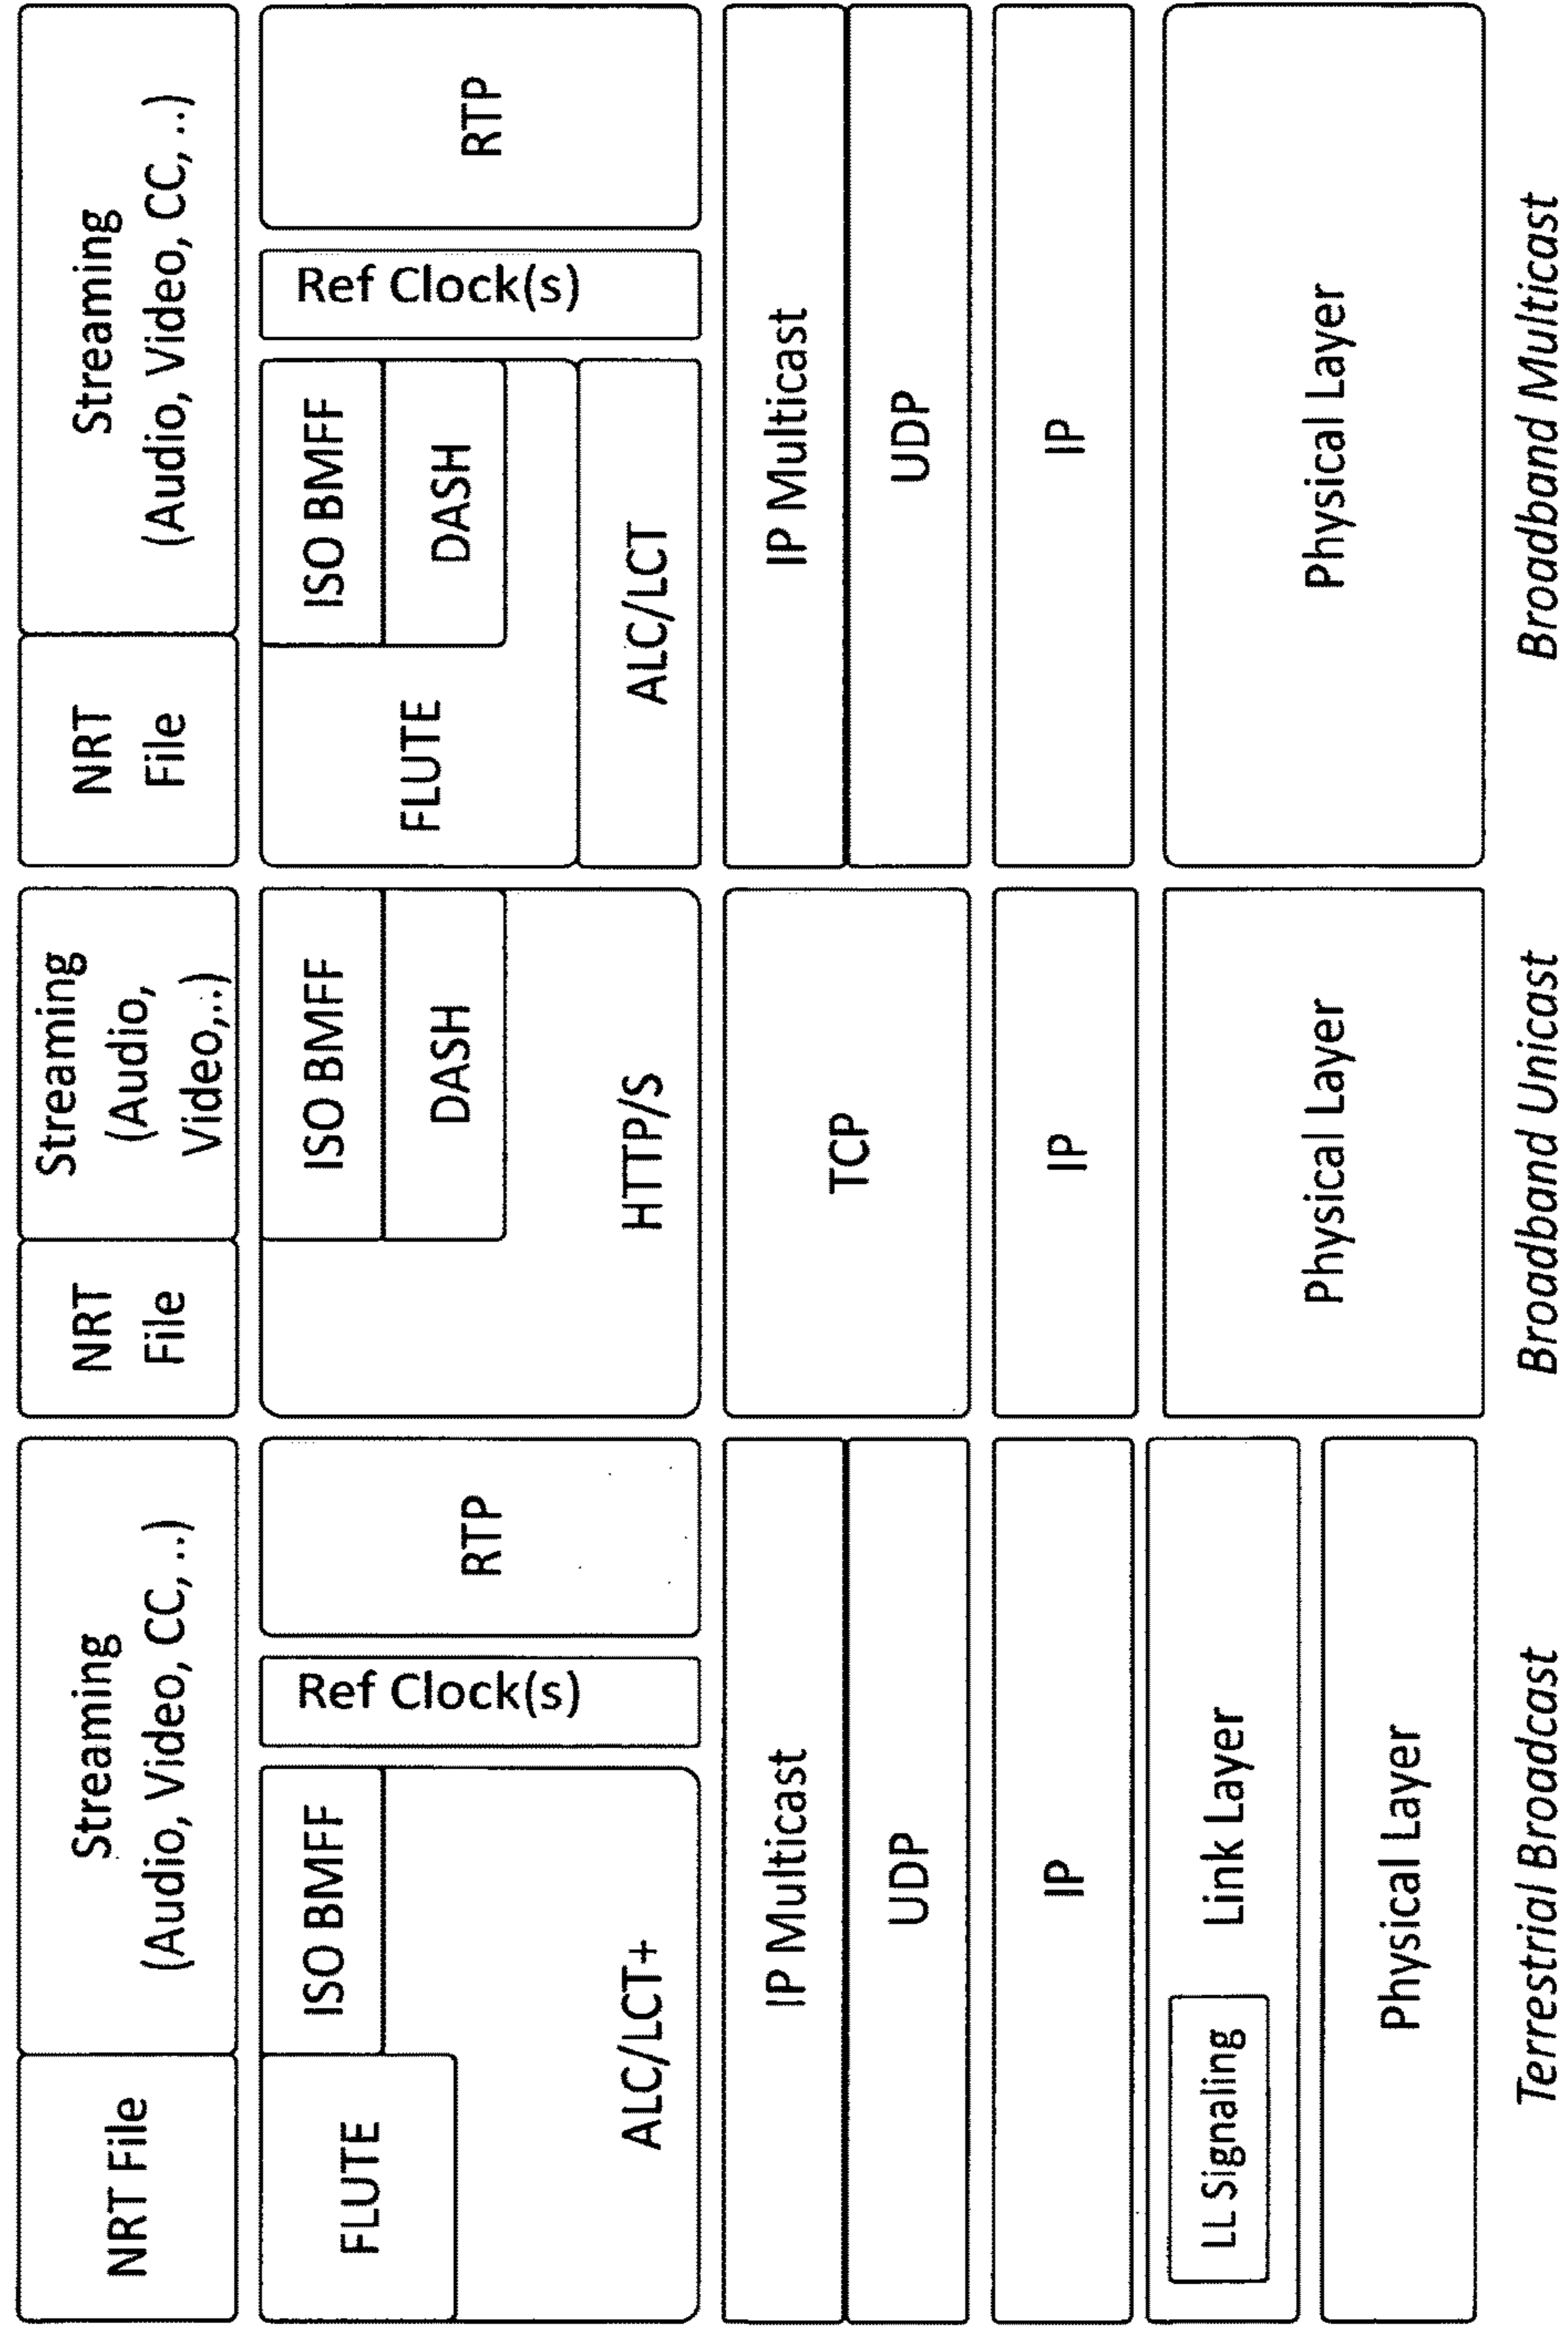 NRT File
Streaming
(Audio, Video, CC, ..)
FLUTE
ISO BMFF
ALC/LCT+
Ref Clock(s)
RTP
IP Multicast
UDP
IP
LL Signaling
Link Layer
Physical Layer
Terrestrial Broadcast
NRT
File
Streaming
(Audio,
Video,..)
ISO BMFF
DASH
HTTP/S
TCP
IP
Physical Layer
Broadband Unicast
NRT
File
Streaming
(Audio, Video, CC, ..)
FLUTE
ISO BMFF
DASH
ALC/LCT
Ref Clock(s)
RTP
IP Multicast
UDP
IP
Physical Layer
Broadband Multicast